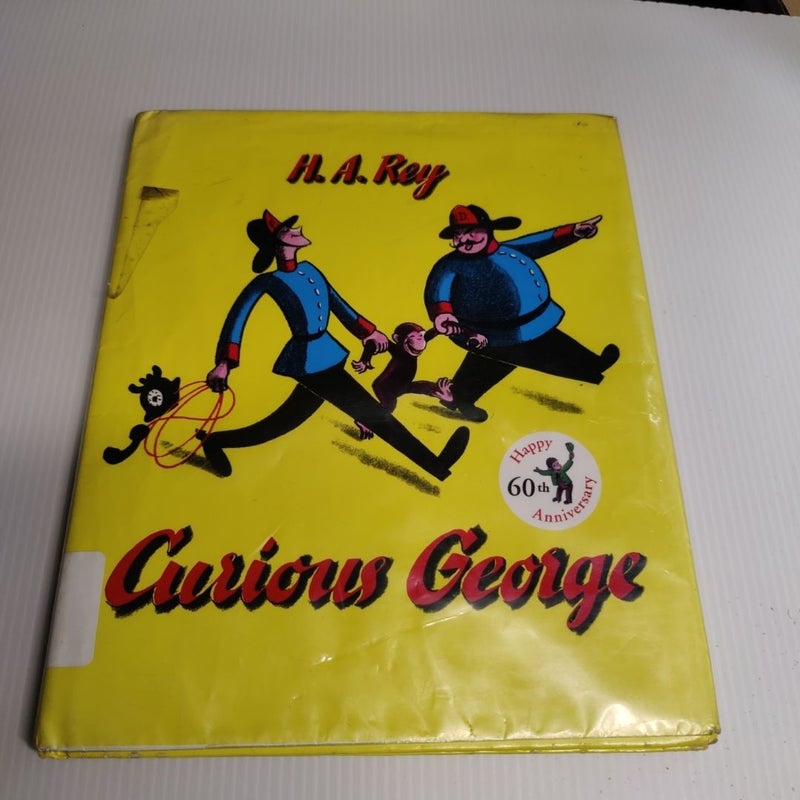 H. A. Rey
Happy
60th
Anniversary
Curious George